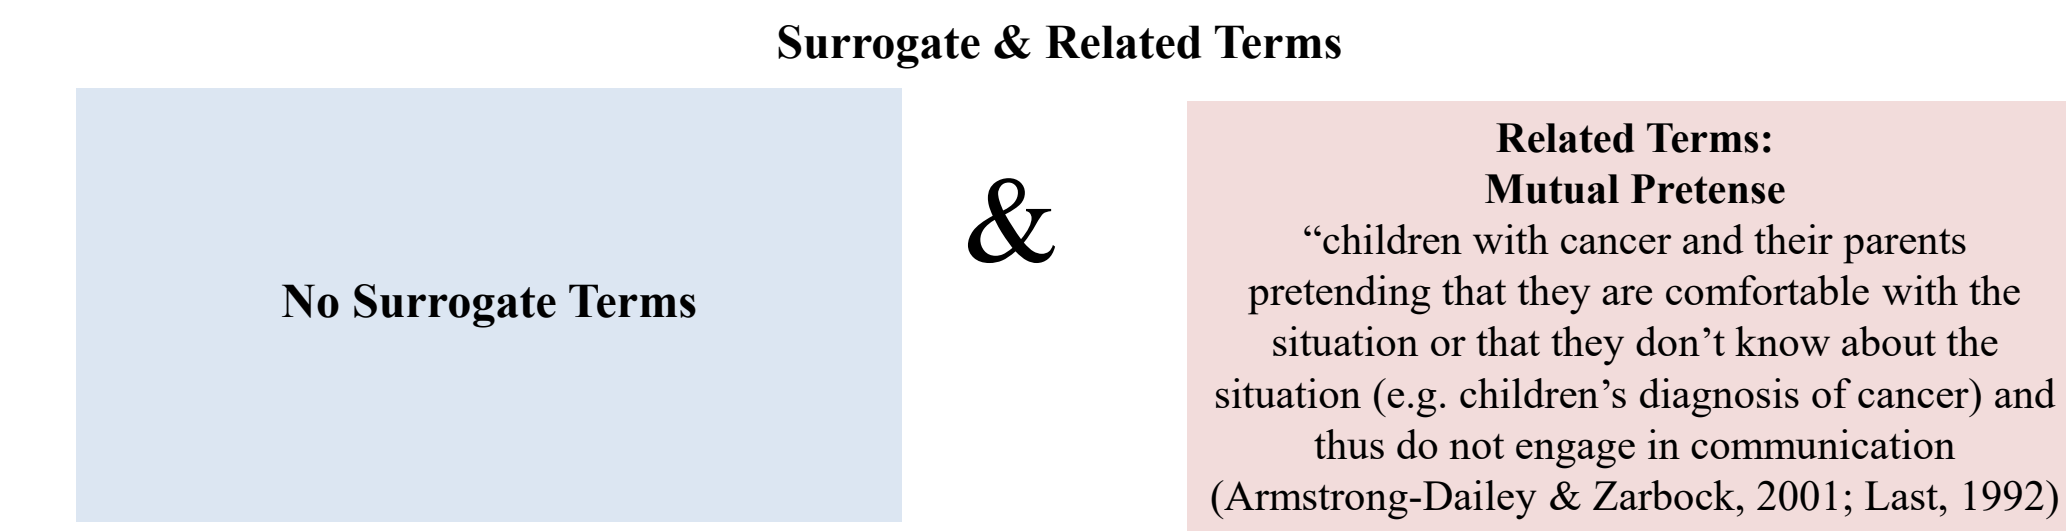 Surrogate & Related Terms
No Surrogate Terms
&
Related Terms:
Mutual Pretense
“children with cancer and their parents
pretending that they are comfortable with the
situation or that they don’t know about the
situation (e.g. children’s diagnosis of cancer) and
thus do not engage in communication
(Armstrong-Dailey & Zarbock, 2001; Last, 1992)